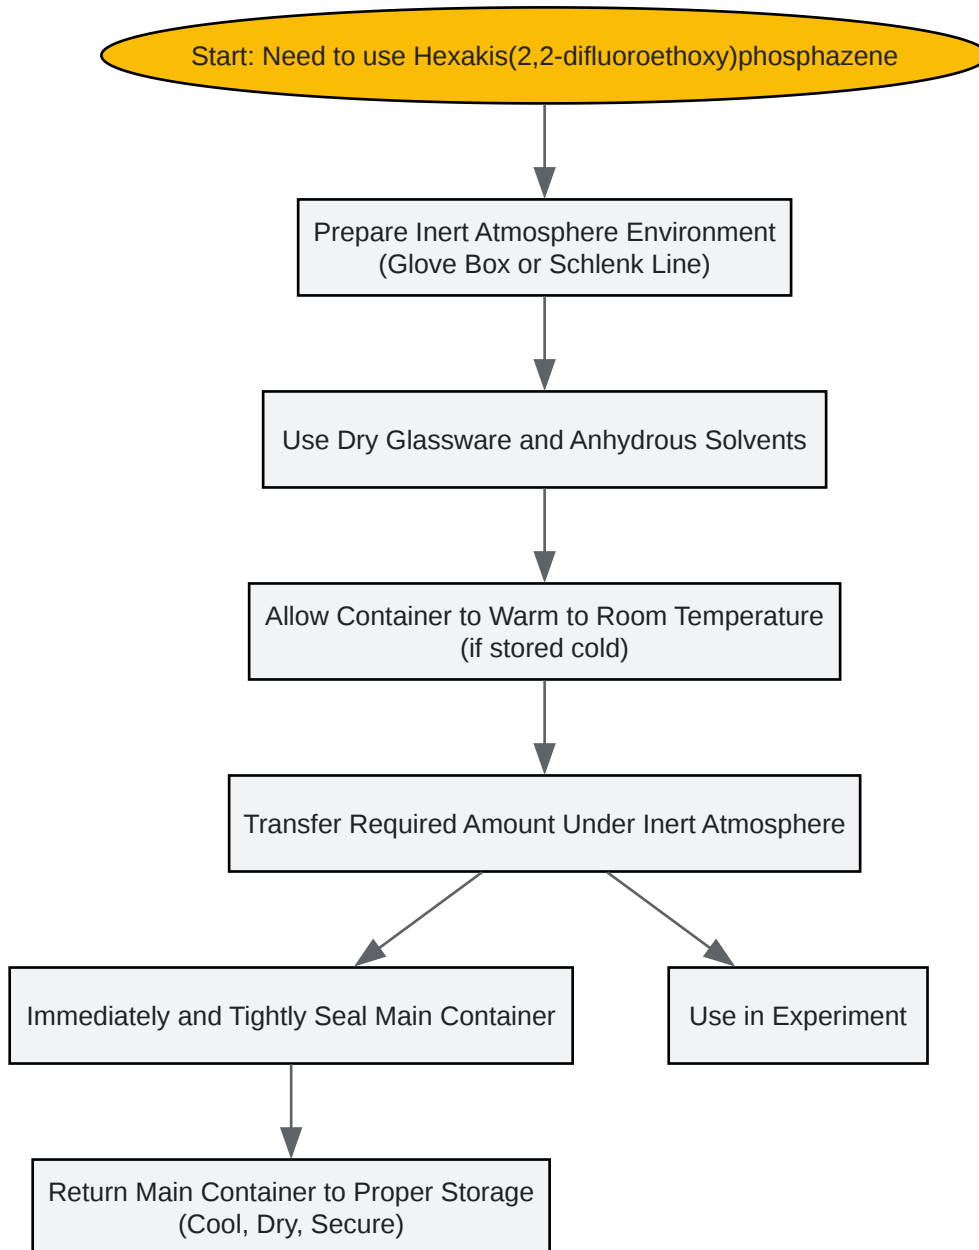 Start: Need to use Hexakis(2,2-difluoroethoxy)phosphazene
Prepare Inert Atmosphere Environment
(Glove Box or Schlenk Line)
Use Dry Glassware and Anhydrous Solvents
Allow Container to Warm to Room Temperature
(if stored cold)
Transfer Required Amount Under Inert Atmosphere
Immediately and Tightly Seal Main Container
Use in Experiment
Return Main Container to Proper Storage
(Cool, Dry, Secure)